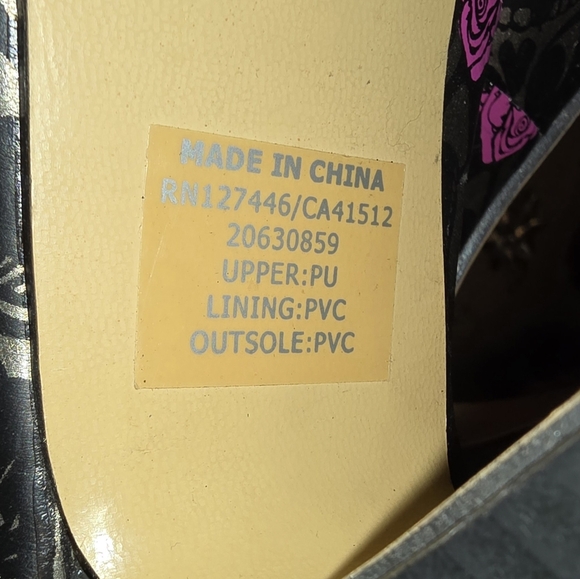 MADE IN CHINA
RN127446/CA41512
20630859
UPPER:PU
LINING:PVC
OUTSOLE:PVC